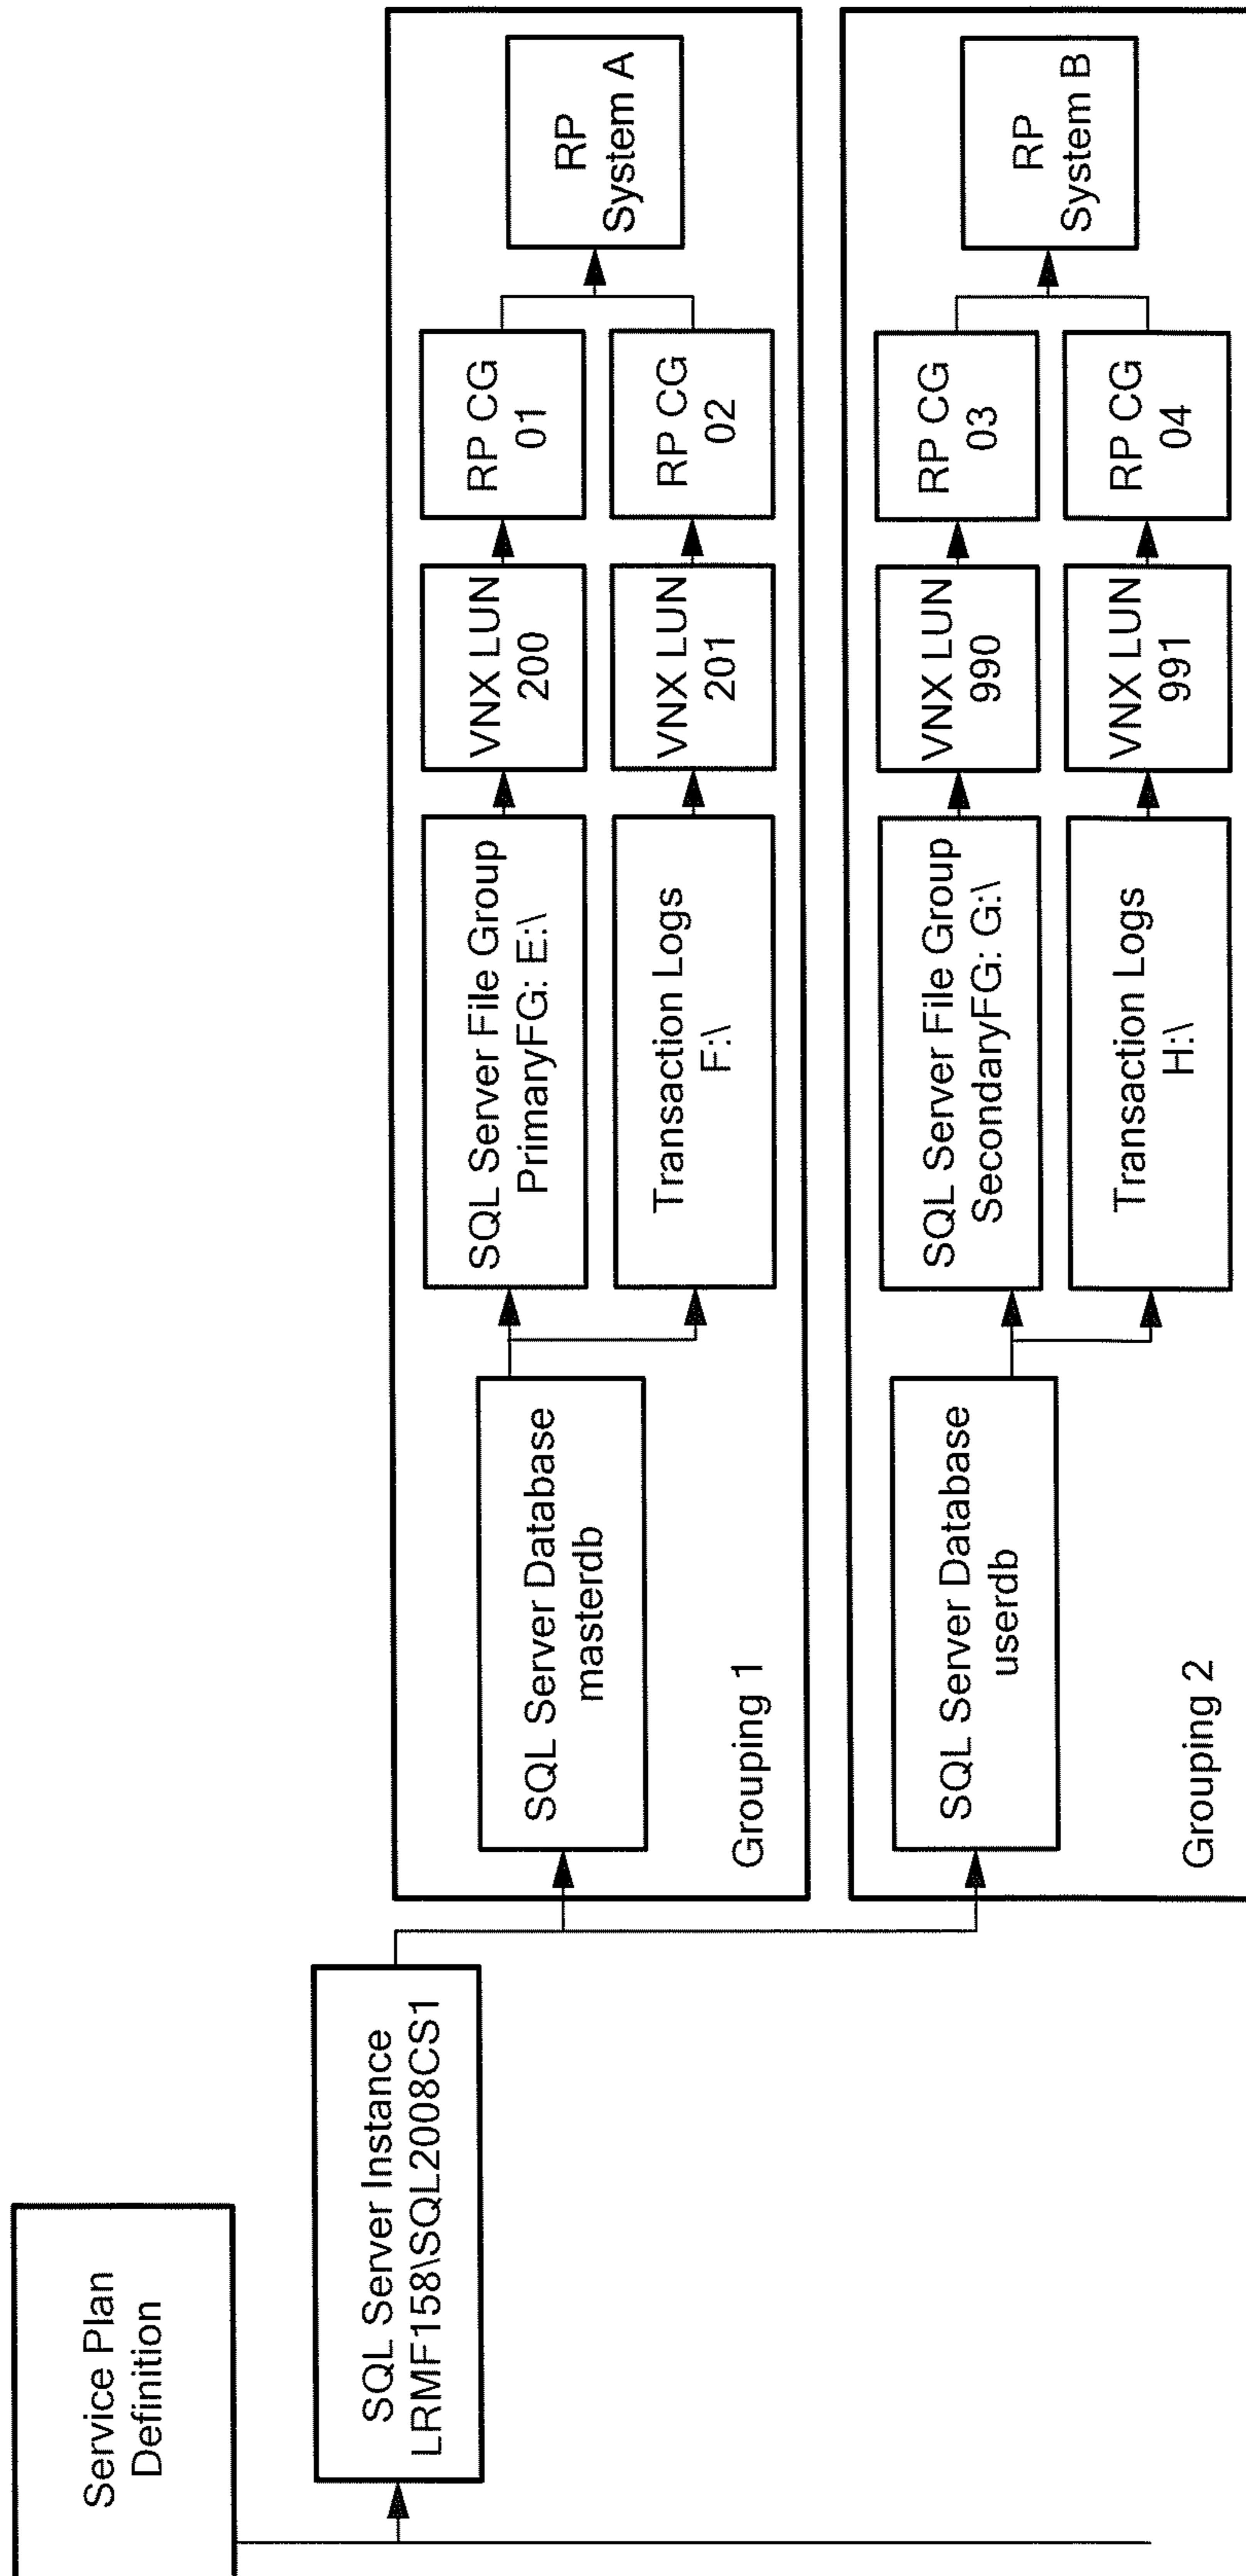 Service Plan
Definition
SQL Server Instance
LRMF158\SQL2008CS1
SQL Server Database
masterdb
SQL Server File Group
PrimaryFG: E:\
VNX LUN
200
RP CG
01
Transaction Logs
F:\
VNX LUN
201
RP CG
02
RP
System A
Grouping 1
SQL Server Database
userdb
SQL Server File Group
SecondaryFG: G:\
VNX LUN
990
RP CG
03
Transaction Logs
H:\
VNX LUN
991
RP CG
04
RP
System B
Grouping 2